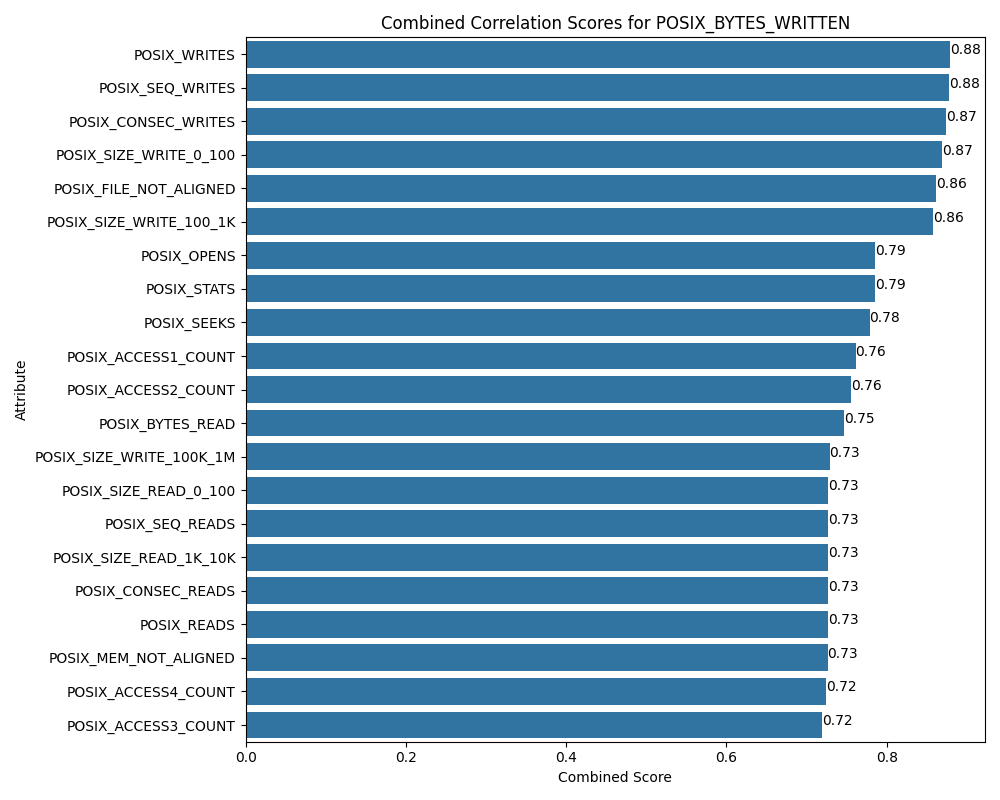 Combined Correlation Scores for POSIX_BYTES_WRITTEN
POSIX_WRITES 0.88
POSIX_SEQ_WRITES 0.88
POSIX_CONSEC_WRITES 0.87
POSIX_SIZE_WRITE_0_100 0.87
POSIX_FILE_NOT_ALIGNED 0.86
POSIX_SIZE_WRITE_100_1K 0.86
POSIX_OPENS 0.79
POSIX_STATS 0.79
POSIX_SEEKS 0.78
POSIX_ACCESS1_COUNT 0.76
POSIX_ACCESS2_COUNT 0.76
POSIX_BYTES_READ 0.75
POSIX_SIZE_WRITE_100K_1M 0.73
POSIX_SIZE_READ_0_100 0.73
POSIX_SEQ_READS 0.73
POSIX_SIZE_READ_1K_10K 0.73
POSIX_CONSEC_READS 0.73
POSIX_READS 0.73
POSIX_MEM_NOT_ALIGNED 0.73
POSIX_ACCESS4_COUNT 0.72
POSIX_ACCESS3_COUNT 0.72
Attribute
0.0 0.2 0.4 0.6 0.8
Combined Score